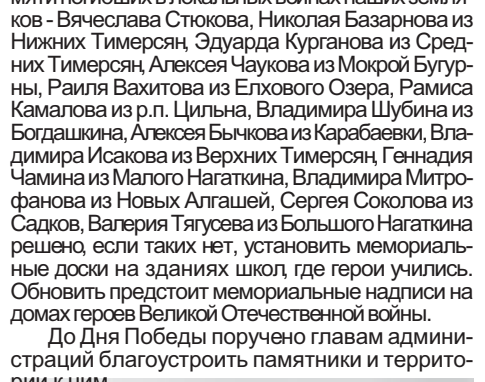 мяти погибших в локальных войнах наших земля-
ков - Вячеслава Стюкова, Николая Базарнова из
Нижних Тимерсян, Эдуарда Курганова из Сред-
них Тимерсян, Алексея Чаукова из Мокрой Бугур-
ны, Раиля Вахитова из Елхового Озера, Рамиса
Камалова из р.п. Цильна, Владимира Шубина из
Богдашкина, Алексея Бычкова из Карабаевки, Вла-
димира Исакова из Верхних Тимерсян, Геннадия
Чамина из Малого Нагаткина, Владимира Митро-
фанова из Новых Алгашей, Сергея Соколова из
Садков, Валерия Тягусева из Большого Нагаткина
решено, если таких нет, установить мемориаль-
ные доски на зданиях школ, где герои учились.
Обновить предстоит мемориальные надписи на
домах героев Великой Отечественной войны.
До Дня Победы поручено главам админи-
страций благоустроить памятники и террито-
рии к ним